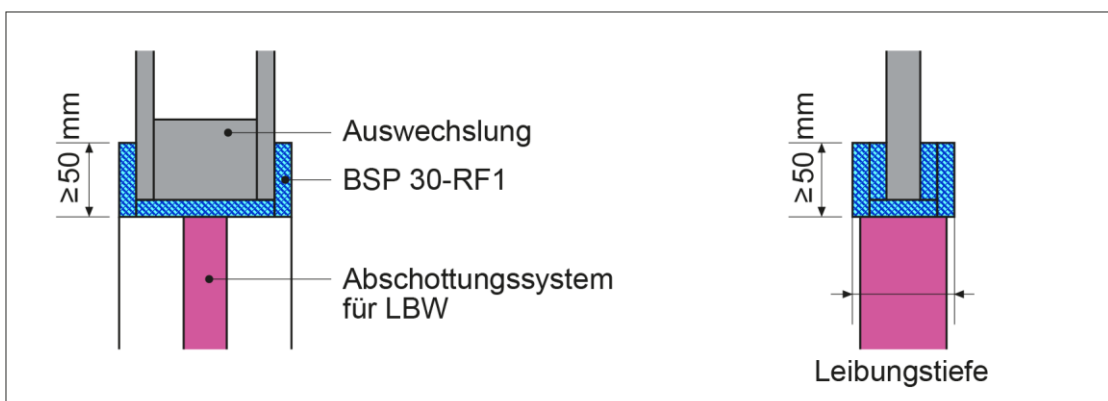 ≥50 mm
Auswechslung
BSP 30-RF1
Abschottungssystem
für LBW
≥50 mm
Leibungstiefe